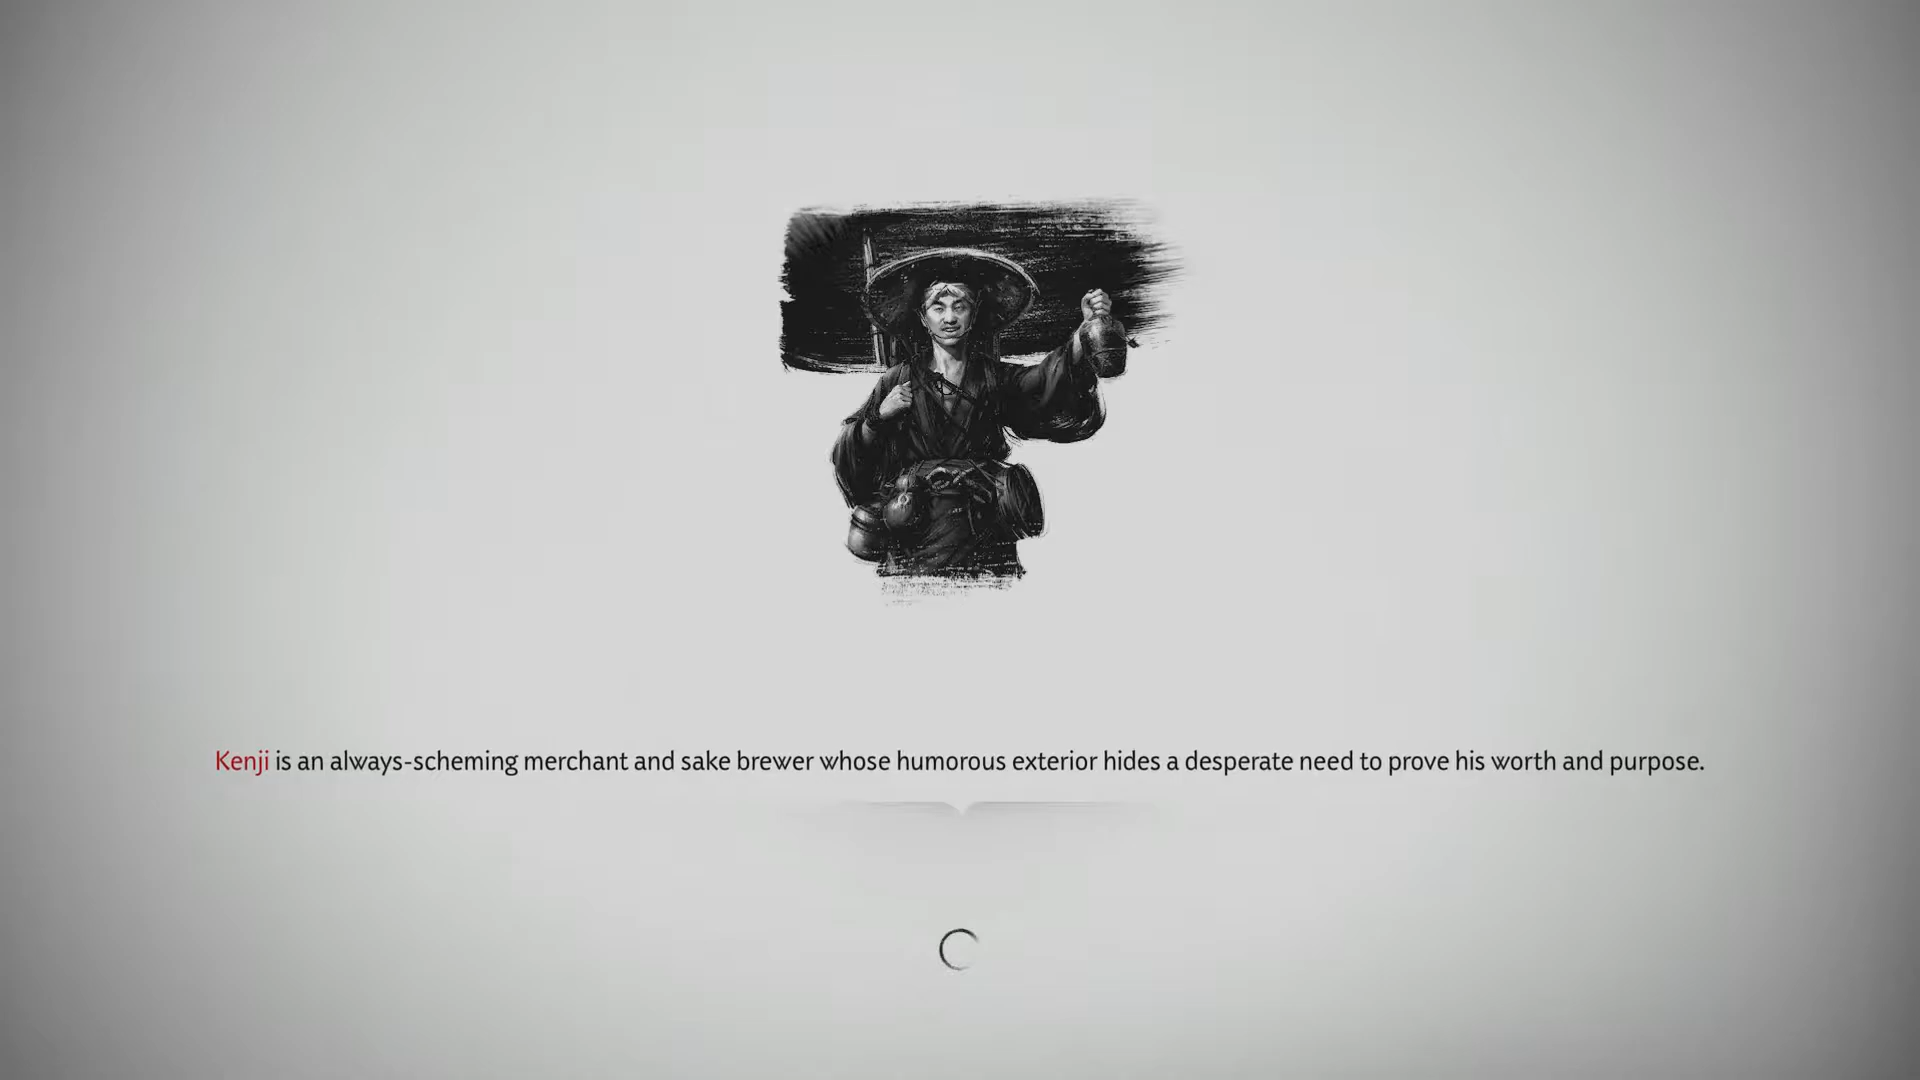 Kenji is an always-scheming merchant and sake brewer whose humorous exterior hides a desperate need to prove his worth and purpose.